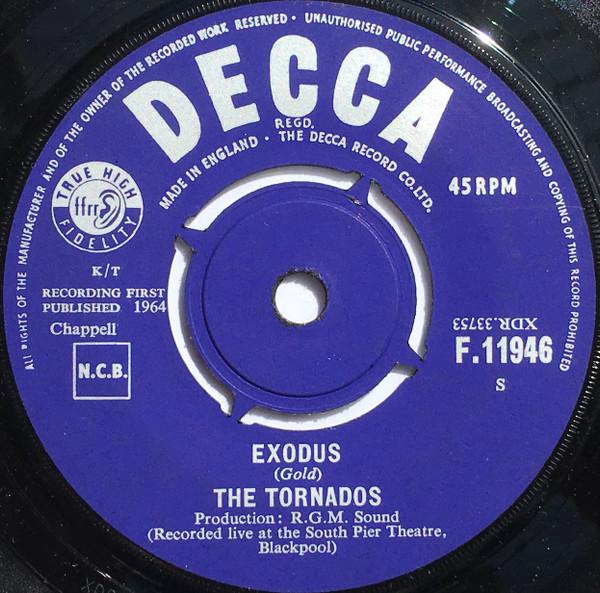 ALL RIGHTS OF THE MANUFACTURER AND OF THE OWNER OF THE RECORDED WORK RESERVED • UNAUTHORISED PUBLIC PERFORMANCE BROADCASTING AND COPYING OF THIS RECORD PROHIBITED
DECCA
REGD.
MADE IN ENGLAND • THE DECCA RECORD CO. LTD.
45 RPM
TRUE HIGH
ffrr
FIDELITY
K/T
RECORDING FIRST
PUBLISHED 1964
Chappell
N.C.B.
XDR.33753
F.11946
S
EXODUS
(Gold)
THE TORNADOS
Production: R.G.M. Sound
(Recorded live at the South Pier Theatre,
Blackpool)